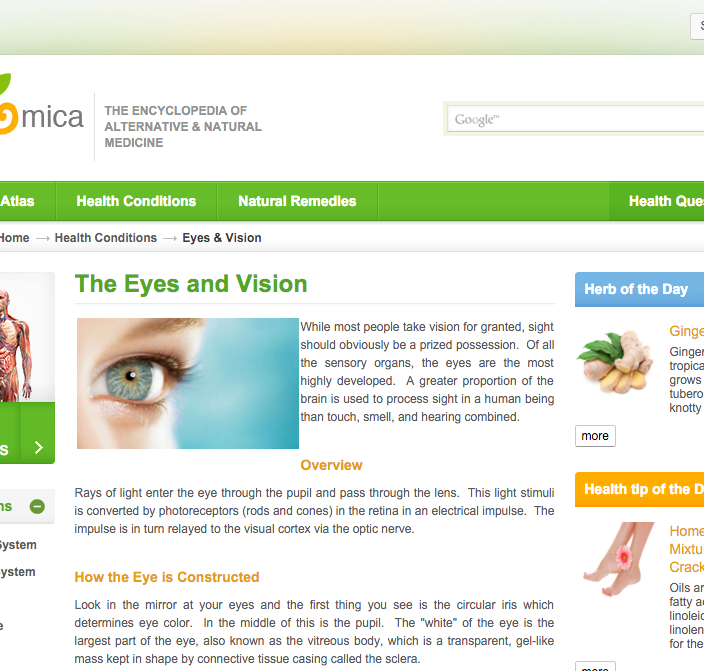 mica
THE ENCYCLOPEDIA OF
ALTERNATIVE & NATURAL
MEDICINE
Google™
Atlas
Health Conditions
Natural Remedies
Health
Home → Health Conditions → Eyes & Vision
The Eyes and Vision
While most people take vision for granted, sight
should obviously be a prized possession. Of all
the sensory organs, the eyes are the most
highly developed. A greater proportion of the
brain is used to process sight in a human being
than touch, smell, and hearing combined.
Overview
Rays of light enter the eye through the pupil and pass through the lens. This light stimuli
is converted by photoreceptors (rods and cones) in the retina in an electrical impulse. The
impulse is in turn relayed to the visual cortex via the optic nerve.
How the Eye is Constructed
Look in the mirror at your eyes and the first thing you see is the circular iris which
determines eye color. In the middle of this is the pupil. The "white" of the eye is the
largest part of the eye, also known as the vitreous body, which is a transparent, gel-like
mass kept in shape by connective tissue casing called the sclera.
System
Herb of the Day
Ginger
tropica
grows
tubero
knotty
more
Health tip of the D
Home
Mixtu
Crack
Oils ar
fatty a
linoleic
linolen
for the